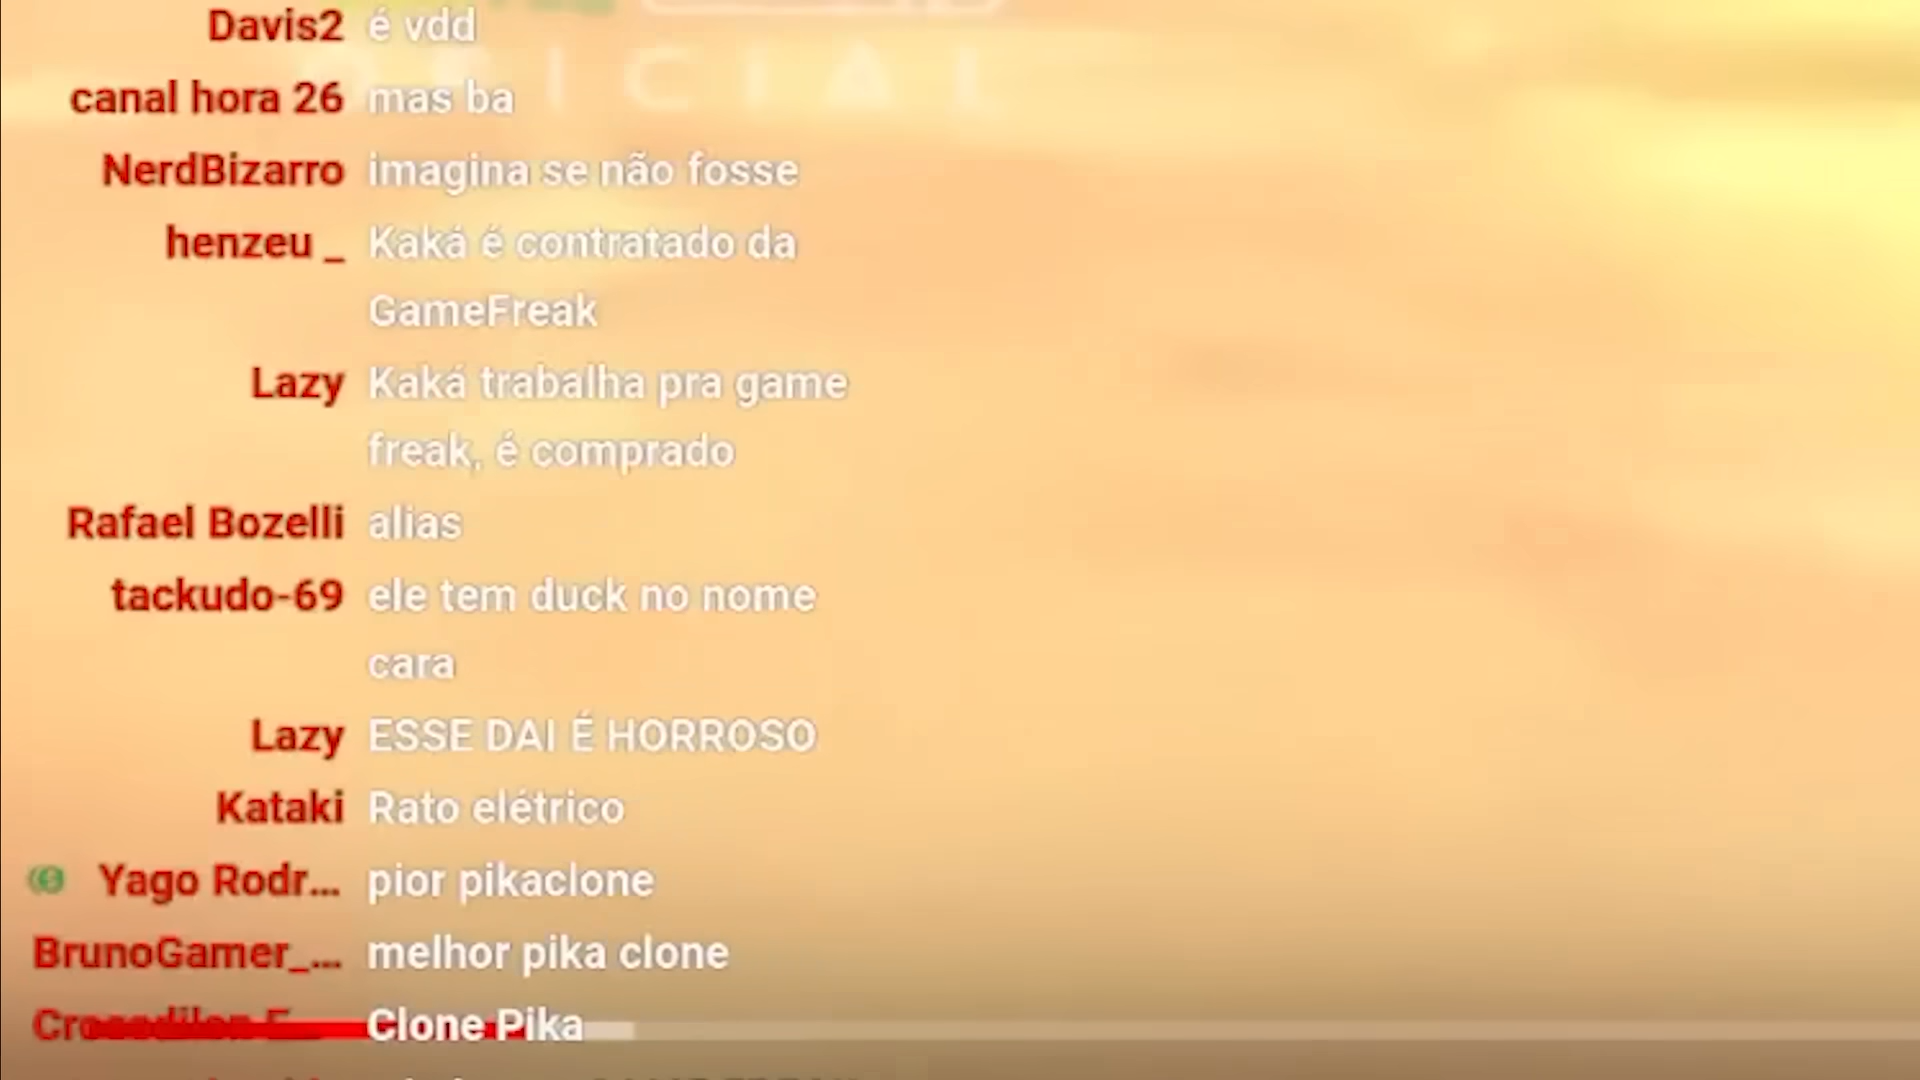 OFICIAL
Davis2 é vdd
canal hora 26 mas ba
NerdBizarro imagina se não fosse
henzeu _ Kaká é contratado da
GameFreak
Lazy Kaká trabalha pra game
freak, é comprado
Rafael Bozelli alias
tackudo-69 ele tem duck no nome
cara
Lazy ESSE DAI É HORROSO
Kataki Rato elétrico
Yago Rodr... pior pikaclone
BrunoGamer_... melhor pika clone
Clone Pika